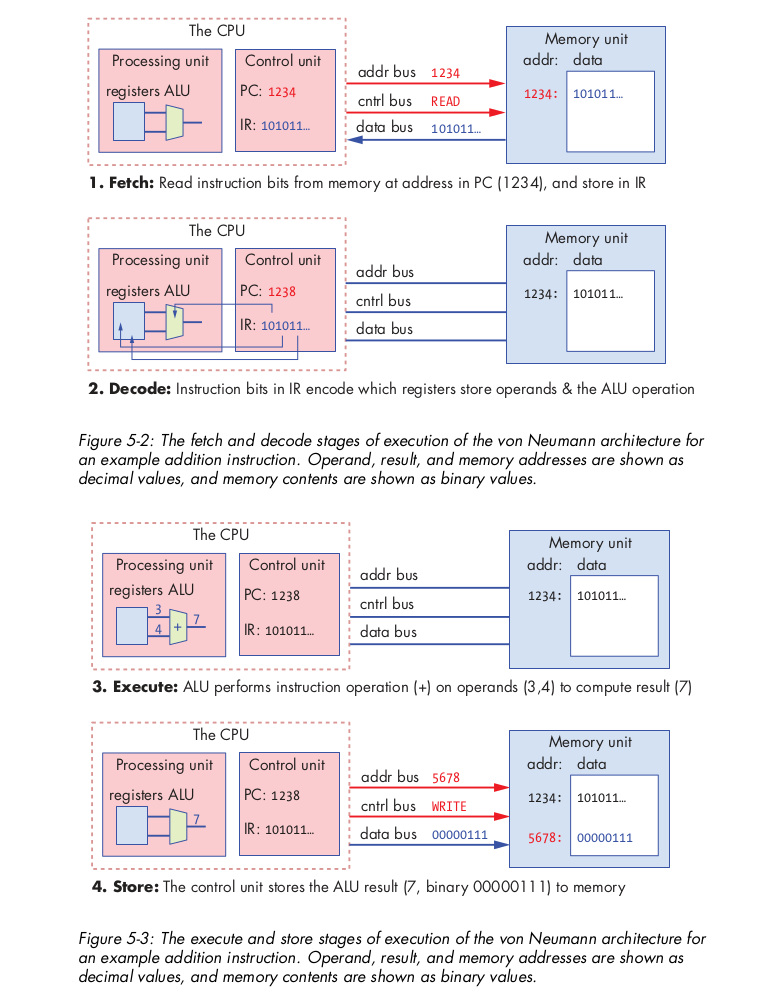 The CPU
Processing unit
registers ALU
Control unit
PC: 1234
IR: 101011…
addr bus 1234
cntrl bus READ
data bus 101011…
Memory unit
addr: data
1234: 101011…
1. Fetch: Read instruction bits from memory at address in PC (1234), and store in IR
The CPU
Processing unit
registers ALU
Control unit
PC: 1238
IR: 101011…
addr bus
cntrl bus
data bus
Memory unit
addr: data
1234: 101011…
2. Decode: Instruction bits in IR encode which registers store operands & the ALU operation
Figure 5-2: The fetch and decode stages of execution of the von Neumann architecture for
an example addition instruction. Operand, result, and memory addresses are shown as
decimal values, and memory contents are shown as binary values.
The CPU
Processing unit
registers ALU
3
4
+
7
Control unit
PC: 1238
IR: 101011…
addr bus
cntrl bus
data bus
Memory unit
addr: data
1234: 101011…
3. Execute: ALU performs instruction operation (+) on operands (3,4) to compute result (7)
The CPU
Processing unit
registers ALU
7
Control unit
PC: 1238
IR: 101011…
addr bus 5678
cntrl bus WRITE
data bus 00000111
Memory unit
addr: data
1234: 101011…
5678: 00000111
4. Store: The control unit stores the ALU result (7, binary 00000111) to memory
Figure 5-3: The execute and store stages of execution of the von Neumann architecture for
an example addition instruction. Operand, result, and memory addresses are shown as
decimal values, and memory contents are shown as binary values.